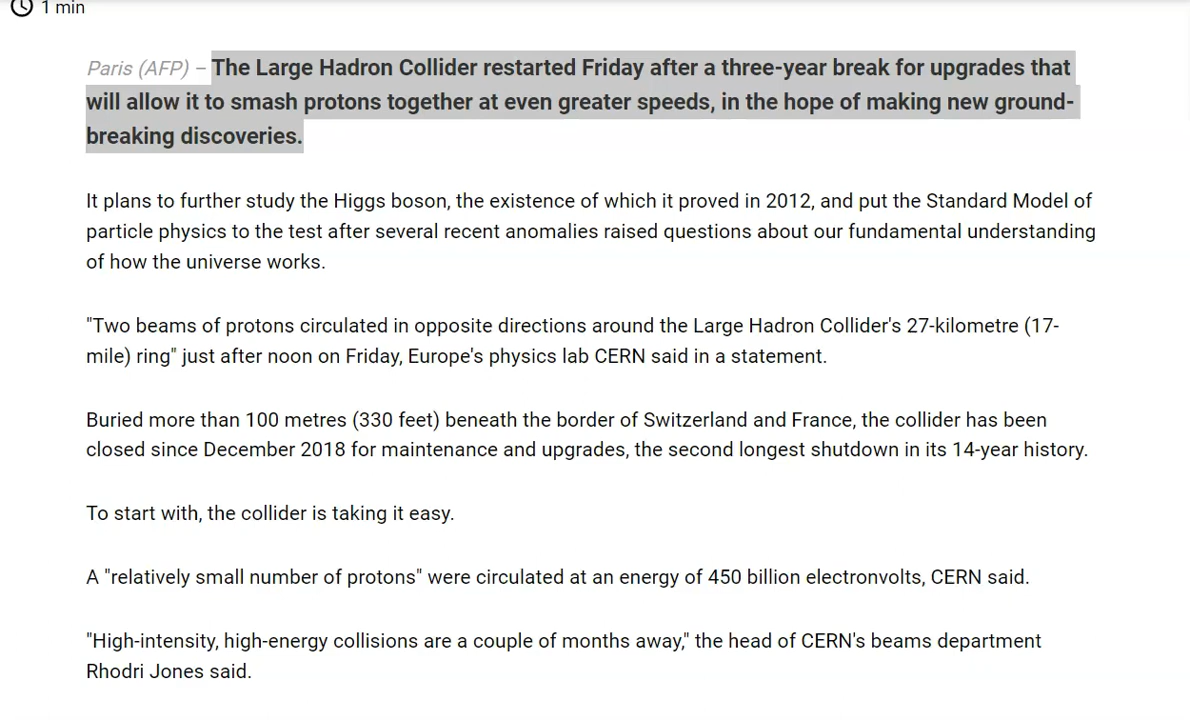 1 min
Paris (AFP) – The Large Hadron Collider restarted Friday after a three-year break for upgrades that
will allow it to smash protons together at even greater speeds, in the hope of making new ground-
breaking discoveries.
It plans to further study the Higgs boson, the existence of which it proved in 2012, and put the Standard Model of
particle physics to the test after several recent anomalies raised questions about our fundamental understanding
of how the universe works.
"Two beams of protons circulated in opposite directions around the Large Hadron Collider's 27-kilometre (17-
mile) ring" just after noon on Friday, Europe's physics lab CERN said in a statement.
Buried more than 100 metres (330 feet) beneath the border of Switzerland and France, the collider has been
closed since December 2018 for maintenance and upgrades, the second longest shutdown in its 14-year history.
To start with, the collider is taking it easy.
A "relatively small number of protons" were circulated at an energy of 450 billion electronvolts, CERN said.
"High-intensity, high-energy collisions are a couple of months away," the head of CERN's beams department
Rhodri Jones said.